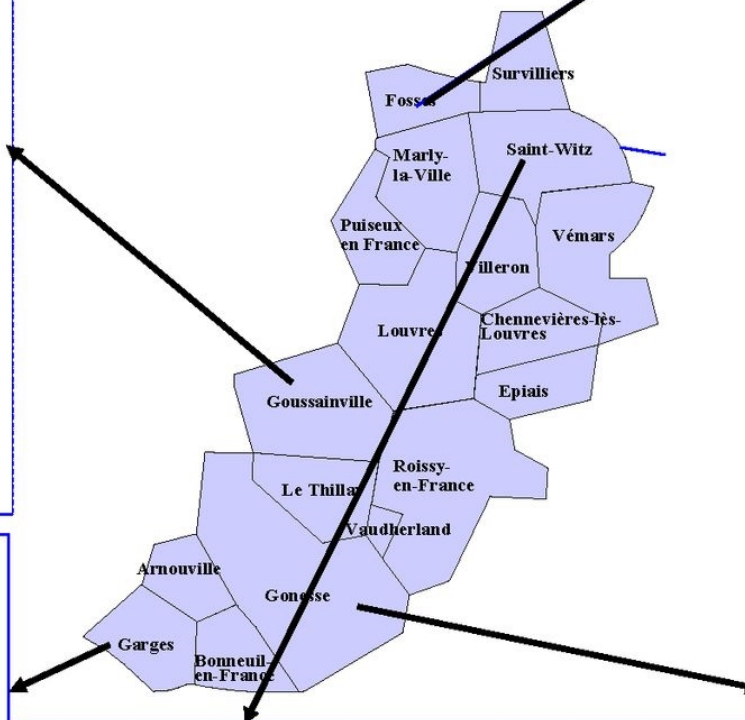 Survilliers
Fosses
Saint-Witz
Marly-
la-Ville
Puiseux
en France
Vémars
Villeron
Chennevières-lès-
Louvres
Louvres
Epiais
Goussainville
Roissy-
en-France
Le Thillay
Vaudherland
Arnouville
Gonesse
Garges
Bonneuil-
en-France